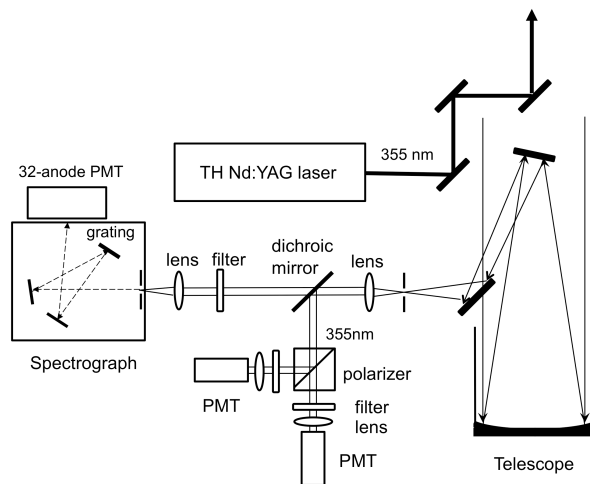 355 nm
TH Nd:YAG laser
32-anode PMT
grating
lens
filter
dichroic
mirror
lens
Spectrograph
355nm
polarizer
PMT
filter
lens
PMT
Telescope